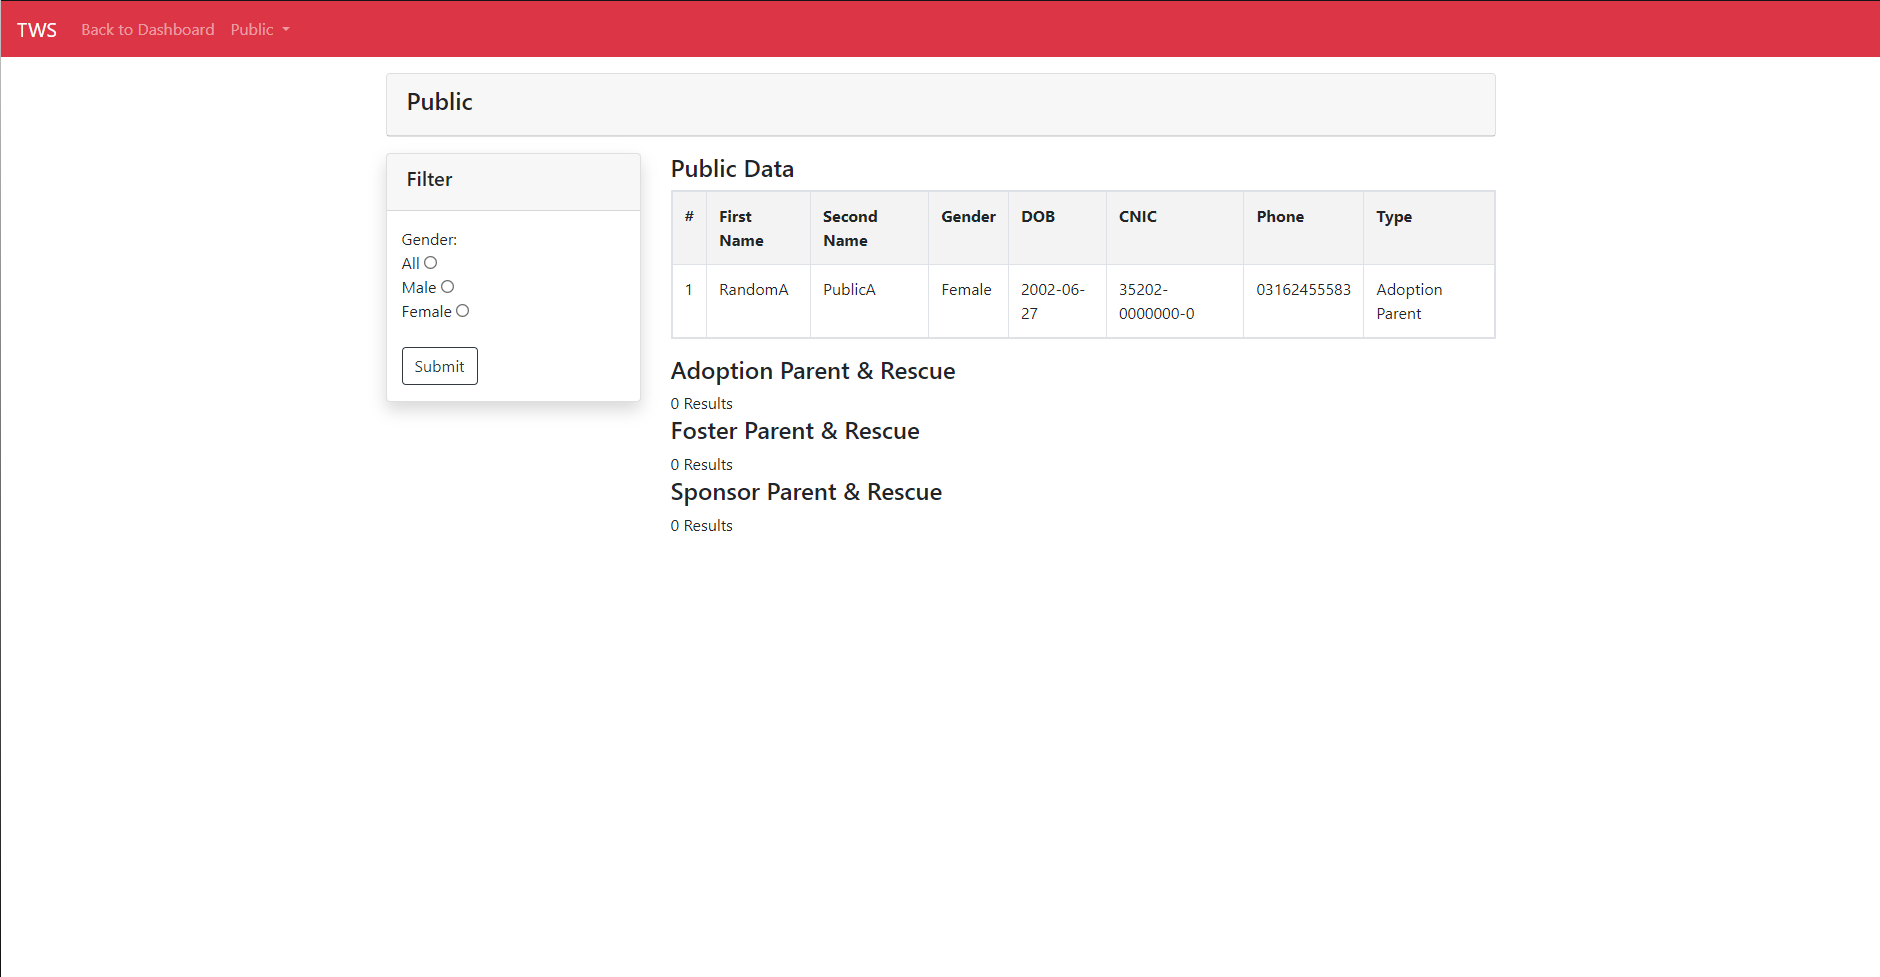 TWS Back to Dashboard Public
Public
Filter
Gender:
All
Male
Female
Submit
Public Data
# First Name Second Name Gender DOB CNIC Phone Type
1 RandomA PublicA Female 2002-06-27 35202-0000000-0 03162455583 Adoption Parent
Adoption Parent & Rescue
0 Results
Foster Parent & Rescue
0 Results
Sponsor Parent & Rescue
0 Results